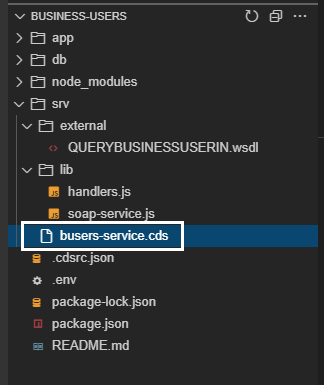 BUSINESS-USERS
app
db
node_modules
srv
external
QUERYBUSINESSUSERIN.wsdl
lib
handlers.js
soap-service.js
busers-service.cds
.cdsrc.json
.env
package-lock.json
package.json
README.md